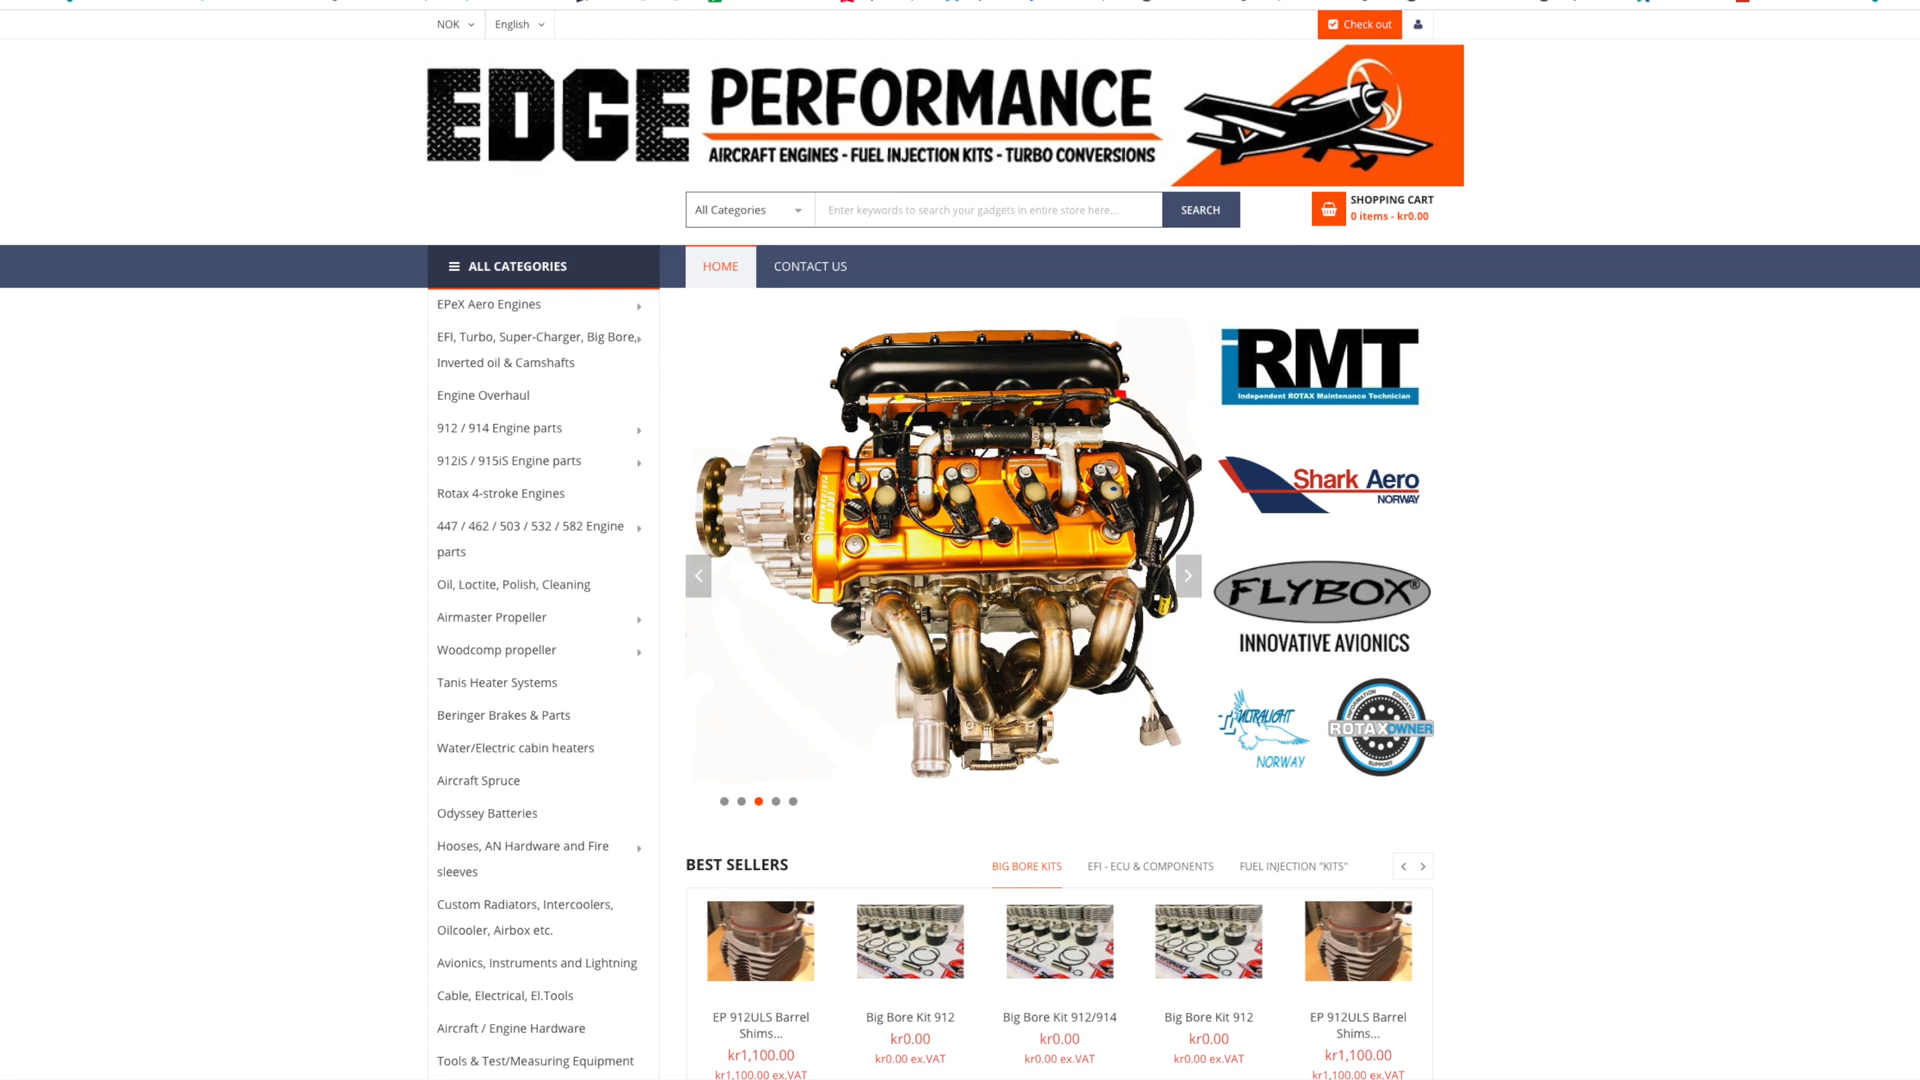 NOK
English
Check out
EDGE PERFORMANCE
AIRCRAFT ENGINES - FUEL INJECTION KITS - TURBO CONVERSIONS
All Categories
Enter keywords to search your gadgets in entire store here...
SEARCH
SHOPPING CART
0 items - kr0.00
ALL CATEGORIES
HOME
CONTACT US
EPeX Aero Engines
EFI, Turbo, Super-Charger, Big Bore,
Inverted oil & Camshafts
Engine Overhaul
912 / 914 Engine parts
912iS / 915iS Engine parts
Rotax 4-stroke Engines
447 / 462 / 503 / 532 / 582 Engine
parts
Oil, Loctite, Polish, Cleaning
Airmaster Propeller
Woodcomp propeller
Tanis Heater Systems
Beringer Brakes & Parts
Water/Electric cabin heaters
Aircraft Spruce
Odyssey Batteries
Hooses, AN Hardware and Fire
sleeves
Custom Radiators, Intercoolers,
Oilcooler, Airbox etc.
Avionics, Instruments and Lightning
Cable, Electrical, El.Tools
Aircraft / Engine Hardware
Tools & Test/Measuring Equipment
iRMT
Independent ROTAX Maintenance Technician
Shark Aero
NORWAY
FLYBOX®
INNOVATIVE AVIONICS
ULTRALIGHT
NORWAY
INFORMATION
EDUCATION
ROTAXOWNER
SUPPORT
BEST SELLERS
BIG BORE KITS
EFI - ECU & COMPONENTS
FUEL INJECTION "KITS"
EP 912ULS Barrel
Shims...
kr1,100.00
kr1,100.00 ex.VAT
Big Bore Kit 912
kr0.00
kr0.00 ex.VAT
Big Bore Kit 912/914
kr0.00
kr0.00 ex.VAT
Big Bore Kit 912
kr0.00
kr0.00 ex.VAT
EP 912ULS Barrel
Shims...
kr1,100.00
kr1,100.00 ex.VAT